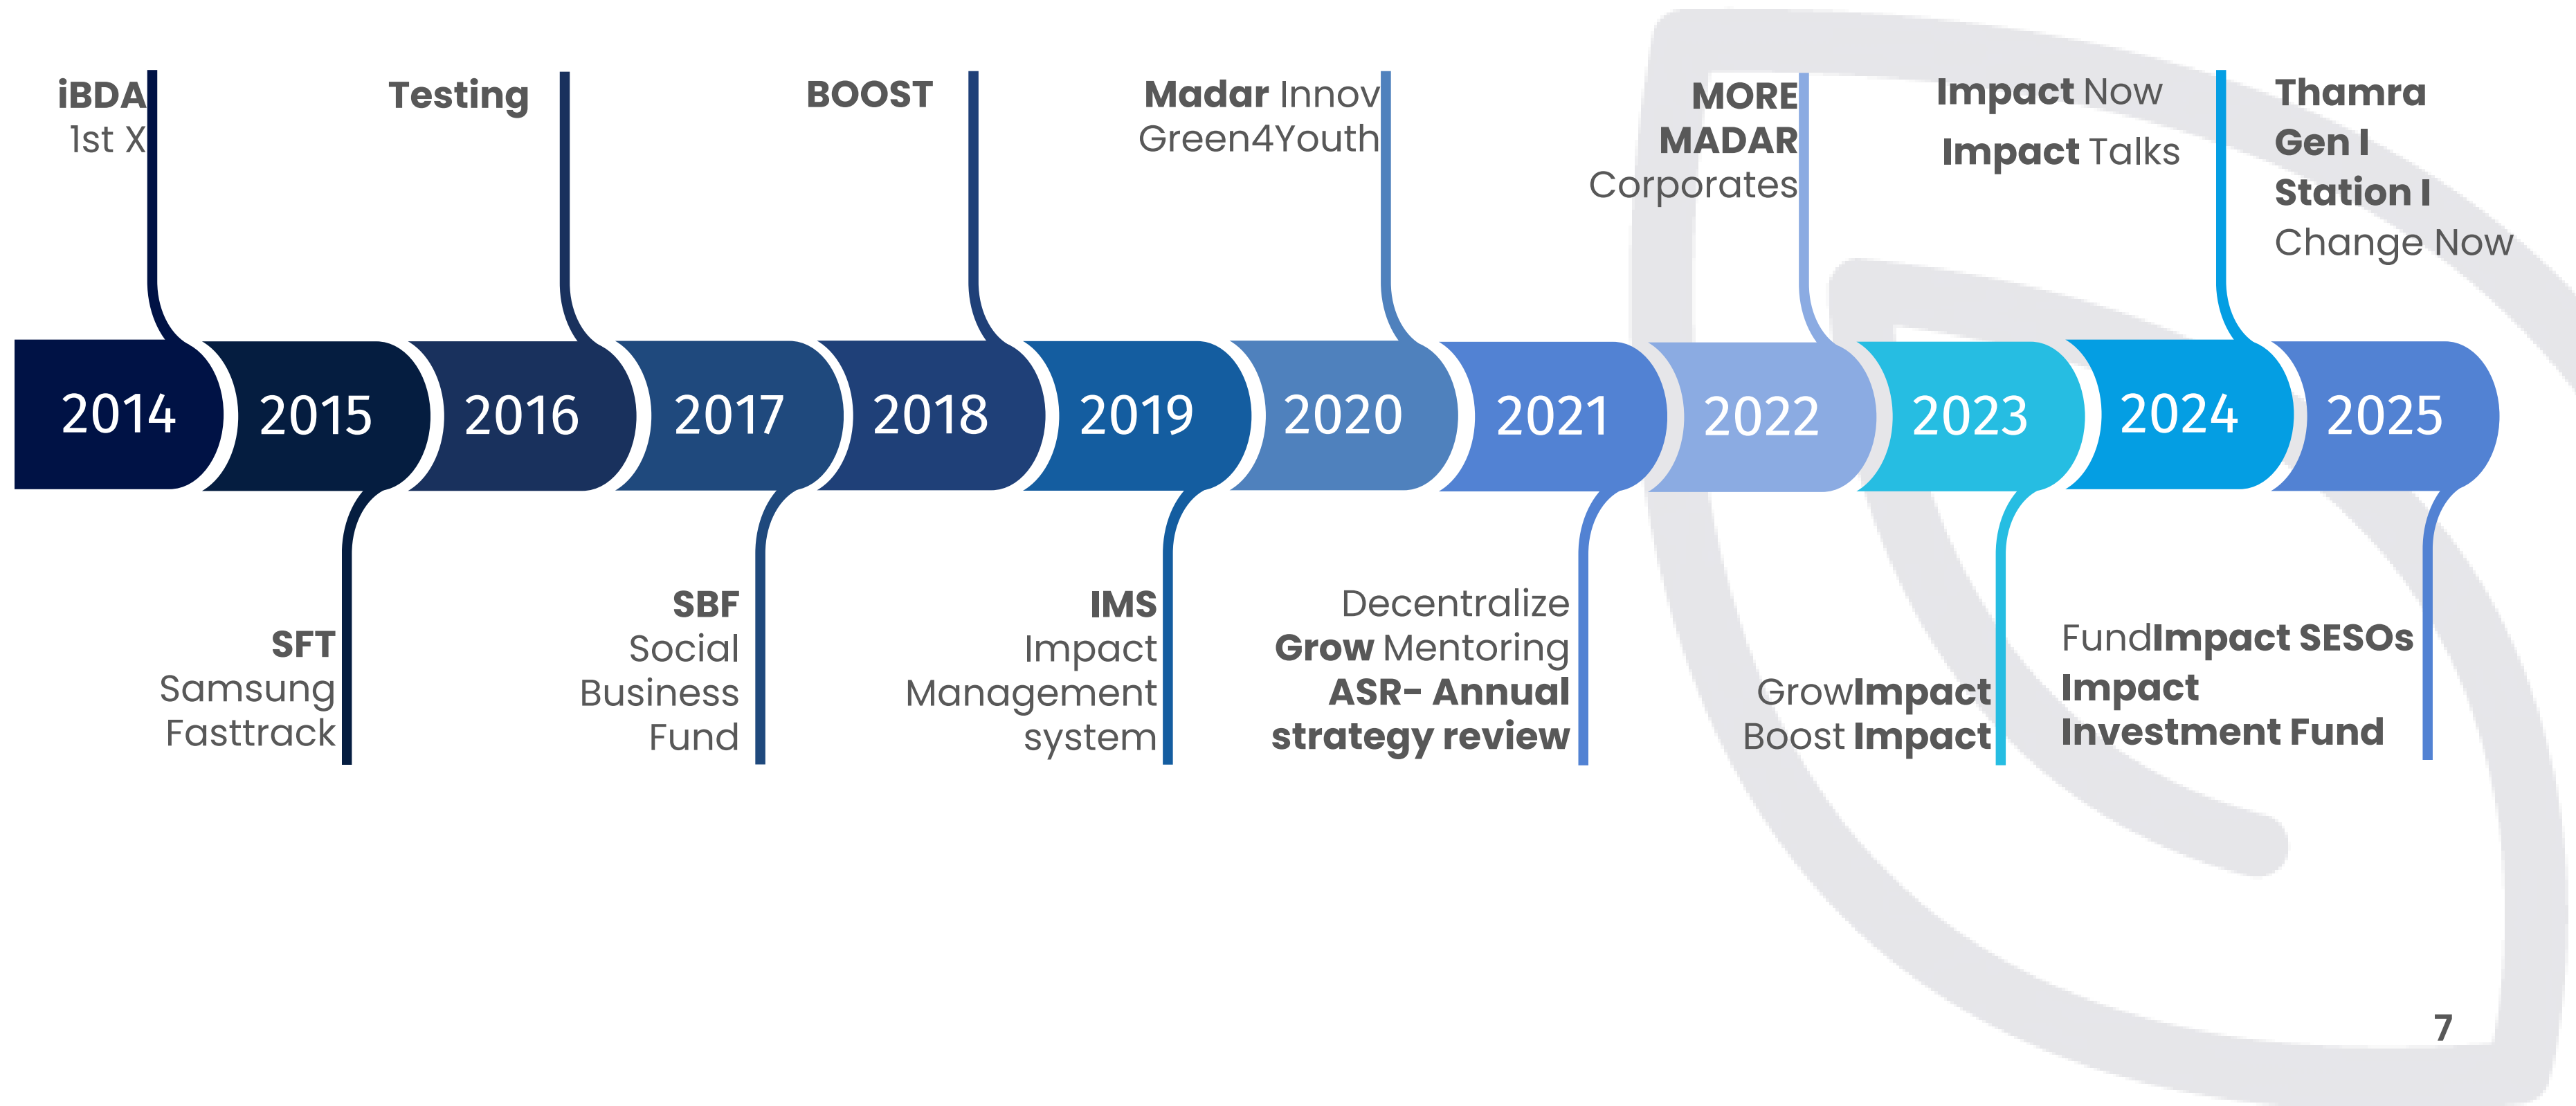 iBDA
1st X
Testing
BOOST
Madar Innov
Green4Youth
MORE
MADAR
Corporates
Impact Now
Impact Talks
Thamra
Gen I
Station I
Change Now
2014
2015
2016
2017
2018
2019
2020
2021
2022
2023
2024
2025
SFT
Samsung
Fasttrack
SBF
Social
Business
Fund
IMS
Impact
Management
system
Decentralize
Grow Mentoring
ASR- Annual
strategy review
GrowImpact
Boost Impact
FundImpact SESOs
Impact
Investment Fund
7